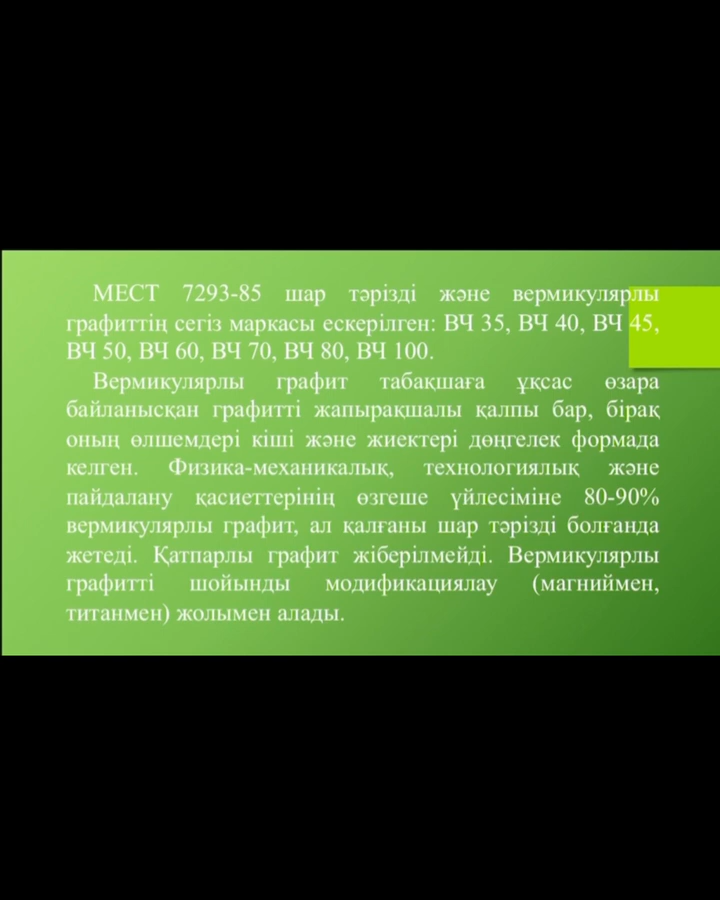 МЕСТ 7293-85 шар тәрізді және вермикулярлы
графиттің сегіз маркасы ескерілген: ВЧ 35, ВЧ 40, ВЧ 45,
ВЧ 50, ВЧ 60, ВЧ 70, ВЧ 80, ВЧ 100.
Вермикулярлы графит табақшаға ұқсас өзара
байланысқан графитті жапырақшалы қалпы бар, бірақ
оның өлшемдері кіші және жиектері дөңгелек формада
келген. Физика-механикалық, технологиялық және
пайдалану қасиеттерінің өзгеше үйлесіміне 80-90%
вермикулярлы графит, ал қалғаны шар тәрізді болғанда
жетеді. Қатпарлы графит жіберілмейді. Вермикулярлы
графитті шойынды модификациялау (магниймен,
титанмен) жолымен алады.